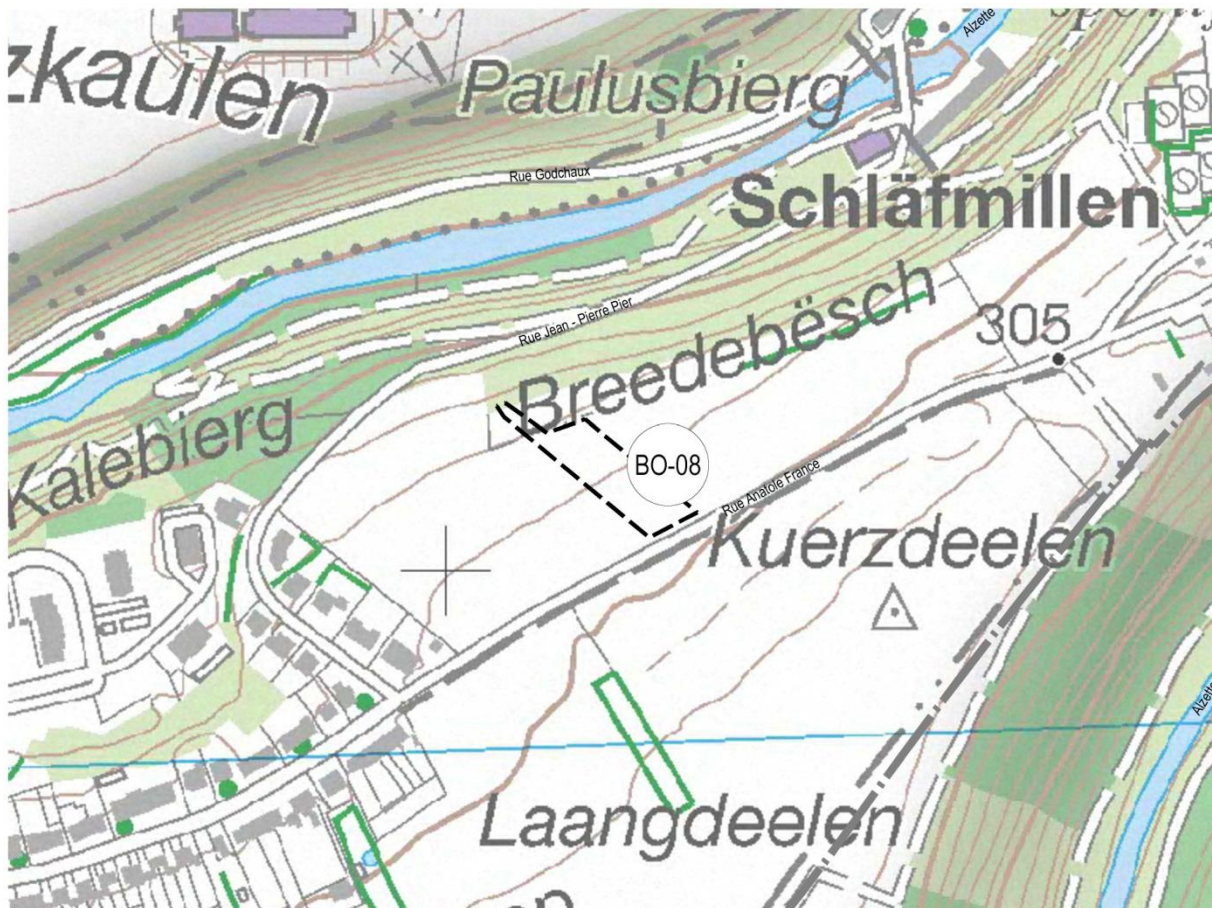 Alzette
zkaulen
Paulusbierg
Rue Godchaux
Schläfmillen
Rue Jean - Pierre Pier
Breedebësch
305
Kalebierg
BO-08
Rue Anatole France
Kuerzdeelen
Alzette
Laangdeelen